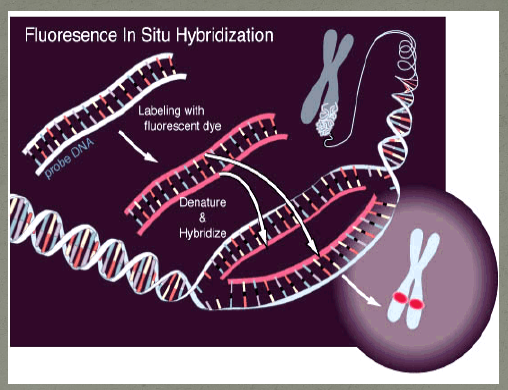 Fluoresence In Situ Hybridization
Labeling with
fluorescent dye
probe DNA
Denature
&
Hybridize